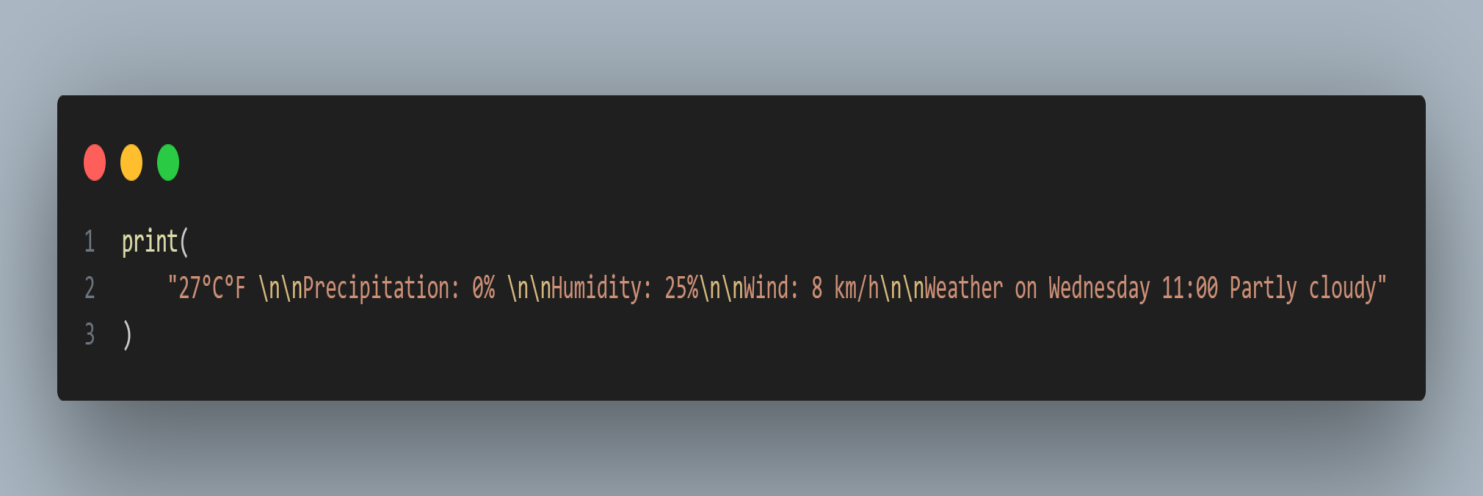 1 print(
2 "27°C°F \n\nPrecipitation: 0% \n\nHumidity: 25%\n\nWind: 8 km/h\n\nWeather on Wednesday 11:00 Partly cloudy"
3 )